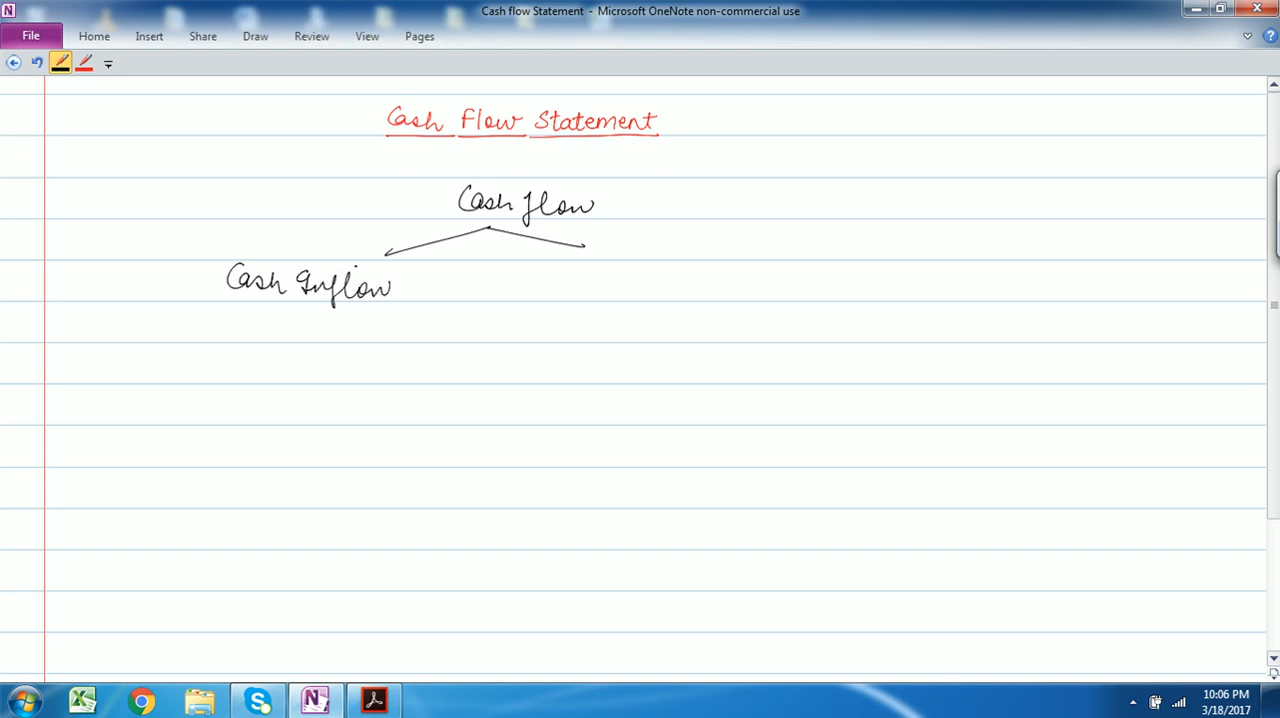 Cash flow Statement - Microsoft OneNote non-commercial use
File Home Insert Share Draw Review View Pages
Cash Flow Statement
Cash flow
Cash Inflow
10:06 PM
3/18/2017